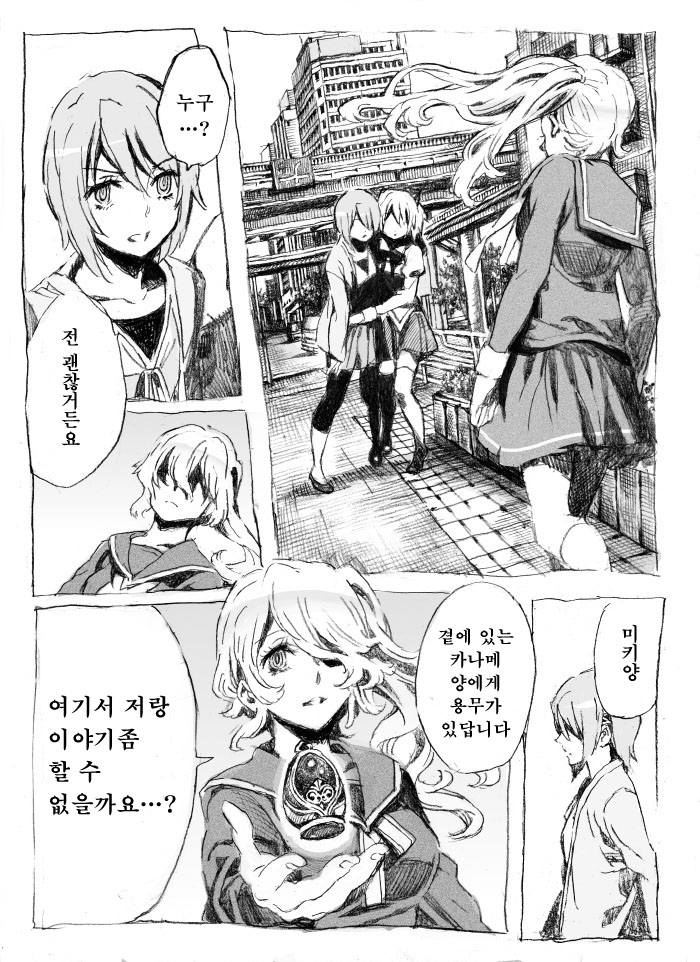 누구
…?
전 괜찮거든요
미키양
곁에 있는
카나메
양에게
용무가
있답니다
여기서 저랑
이야기좀
할 수
없을까요…?